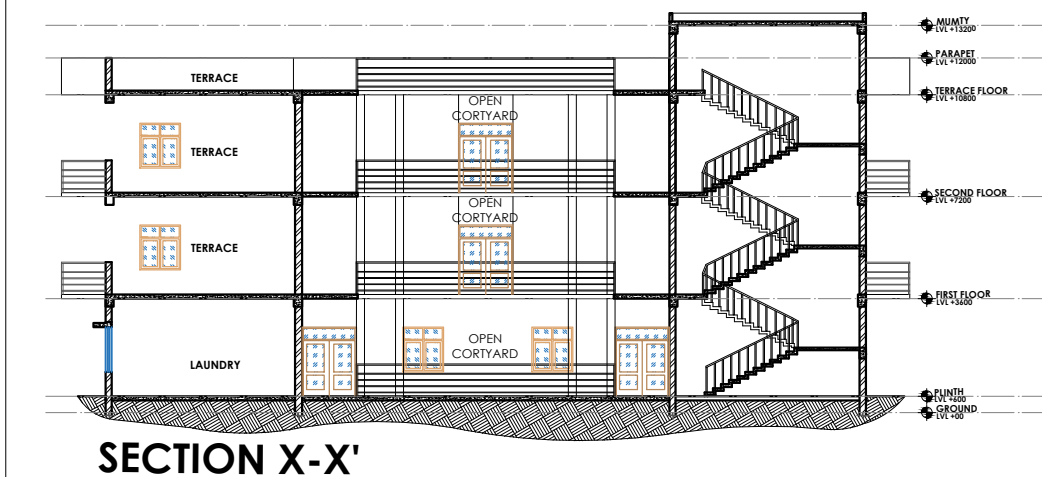 MUMTY
LVL +13200
PARAPET
LVL +12000
TERRACE
TERRACE FLOOR
LVL +10800
OPEN
CORTYARD
TERRACE
SECOND FLOOR
LVL +7200
OPEN
CORTYARD
TERRACE
FIRST FLOOR
LVL +3600
OPEN
CORTYARD
LAUNDRY
PLINTH
LVL +600
GROUND
LVL +00
SECTION X-X'